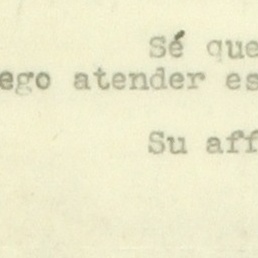 Sé que
ego atender es
Su aff